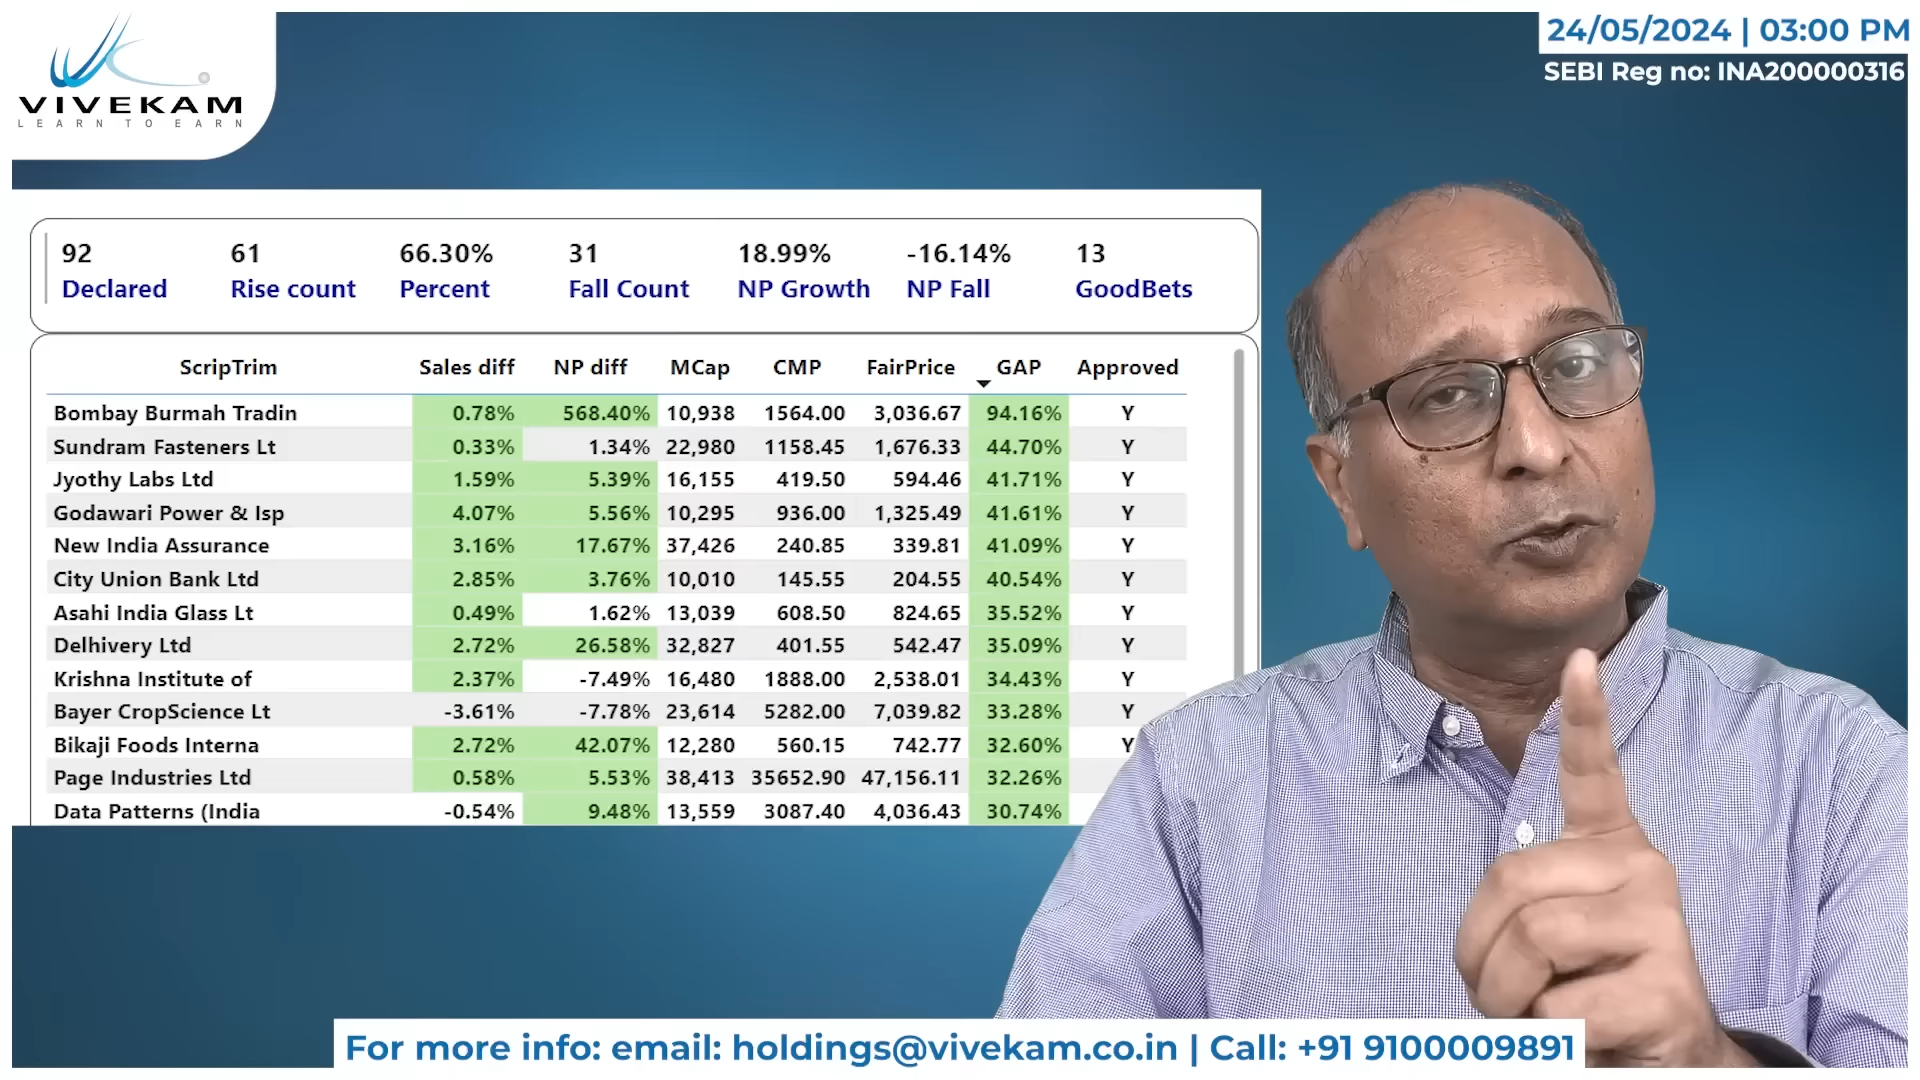 VIVEKAM
LEARN TO EARN
24/05/2024 | 03:00 PM
SEBI Reg no: INA200000316
92 61 66.30% 31 18.99% -16.14% 13
Declared Rise count Percent Fall Count NP Growth NP Fall GoodBets
ScripTrim Sales diff NP diff MCap CMP FairPrice GAP Approved
Bombay Burmah Tradin 0.78% 568.40% 10,938 1564.00 3,036.67 94.16% Y
Sundram Fasteners Lt 0.33% 1.34% 22,980 1158.45 1,676.33 44.70% Y
Jyothy Labs Ltd 1.59% 5.39% 16,155 419.50 594.46 41.71% Y
Godawari Power & Isp 4.07% 5.56% 10,295 936.00 1,325.49 41.61% Y
New India Assurance 3.16% 17.67% 37,426 240.85 339.81 41.09% Y
City Union Bank Ltd 2.85% 3.76% 10,010 145.55 204.55 40.54% Y
Asahi India Glass Lt 0.49% 1.62% 13,039 608.50 824.65 35.52% Y
Delhivery Ltd 2.72% 26.58% 32,827 401.55 542.47 35.09% Y
Krishna Institute of 2.37% -7.49% 16,480 1888.00 2,538.01 34.43% Y
Bayer CropScience Lt -3.61% -7.78% 23,614 5282.00 7,039.82 33.28% Y
Bikaji Foods Interna 2.72% 42.07% 12,280 560.15 742.77 32.60% Y
Page Industries Ltd 0.58% 5.53% 38,413 35652.90 47,156.11 32.26%
Data Patterns (India -0.54% 9.48% 13,559 3087.40 4,036.43 30.74%
For more info: email: holdings@vivekam.co.in | Call: +91 9100009891